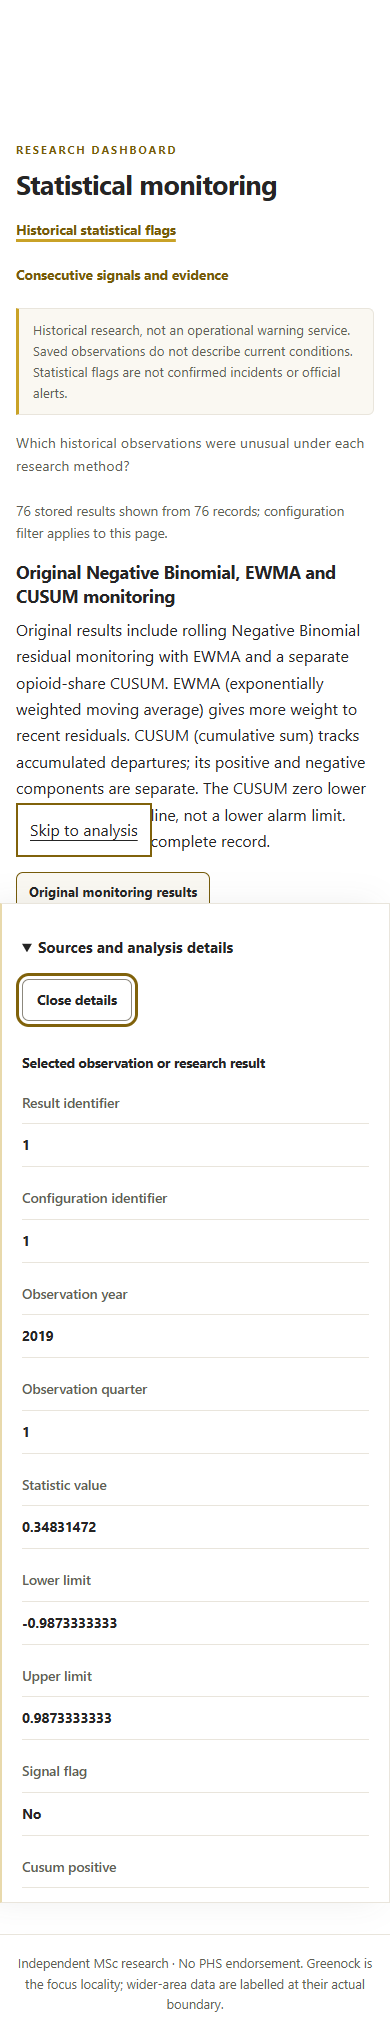 RESEARCH DASHBOARD
Statistical monitoring
Historical statistical flags
Consecutive signals and evidence
Historical research, not an operational warning service.
Saved observations do not describe current conditions.
Statistical flags are not confirmed incidents or official
alerts.
Which historical observations were unusual under each
research method?
76 stored results shown from 76 records; configuration
filter applies to this page.
Original Negative Binomial, EWMA and
CUSUM monitoring
Original results include rolling Negative Binomial
residual monitoring with EWMA and a separate
opioid-share CUSUM. EWMA (exponentially
weighted moving average) gives more weight to
recent residuals. CUSUM (cumulative sum) tracks
accumulated departures; its positive and negative
components are separate. The CUSUM zero lower
line, not a lower alarm limit.
Skip to analysis
complete record.
Original monitoring results
▼ Sources and analysis details
Close details
Selected observation or research result
Result identifier
1
Configuration identifier
1
Observation year
2019
Observation quarter
1
Statistic value
0.34831472
Lower limit
-0.9873333333
Upper limit
0.9873333333
Signal flag
No
Cusum positive
Independent MSc research · No PHS endorsement. Greenock is
the focus locality; wider-area data are labelled at their actual
boundary.